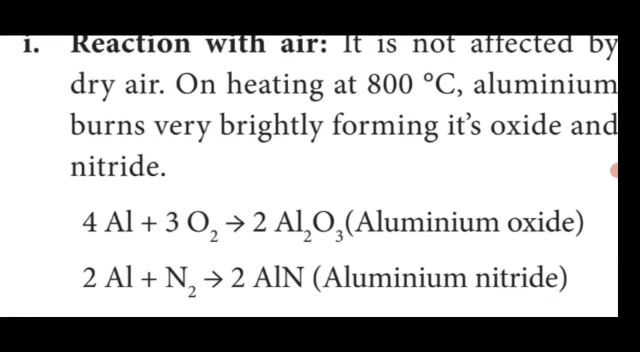 i. Reaction with air: It is not affected by
dry air. On heating at 800 °C, aluminium
burns very brightly forming it's oxide and
nitride.
4 Al + 3 O₂ → 2 Al₂O₃(Aluminium oxide)
2 Al + N₂ → 2 AlN (Aluminium nitride)